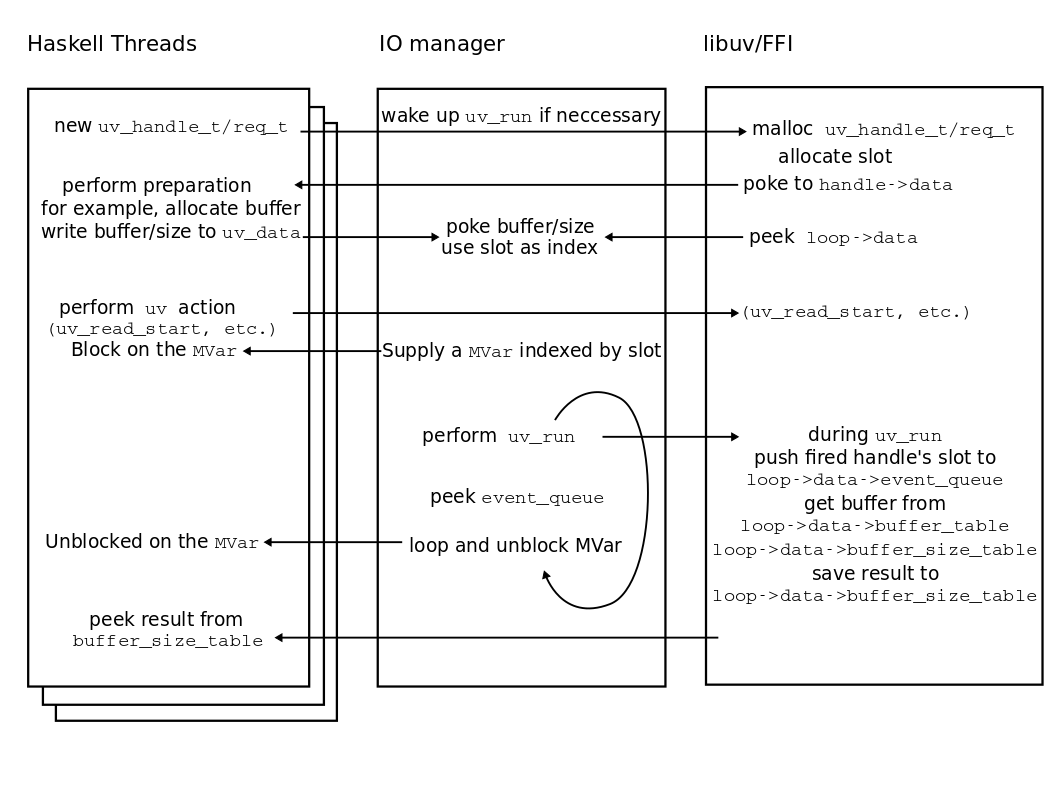 Haskell Threads
IO manager
libuv/FFI
new uv_handle_t/req_t
wake up uv_run if neccessary
malloc uv_handle_t/req_t
allocate slot
perform preparation
poke to handle->data
for example, allocate buffer
write buffer/size to uv_data
poke buffer/size
use slot as index
peek loop->data
perform uv action
(uv_read_start, etc.)
(uv_read_start, etc.)
Block on the MVar
Supply a MVar indexed by slot
perform uv_run
peek event_queue
loop and unblock MVar
during uv_run
push fired handle's slot to
loop->data->event_queue
get buffer from
loop->data->buffer_table
loop->data->buffer_size_table
save result to
loop->data->buffer_size_table
Unblocked on the MVar
peek result from
buffer_size_table